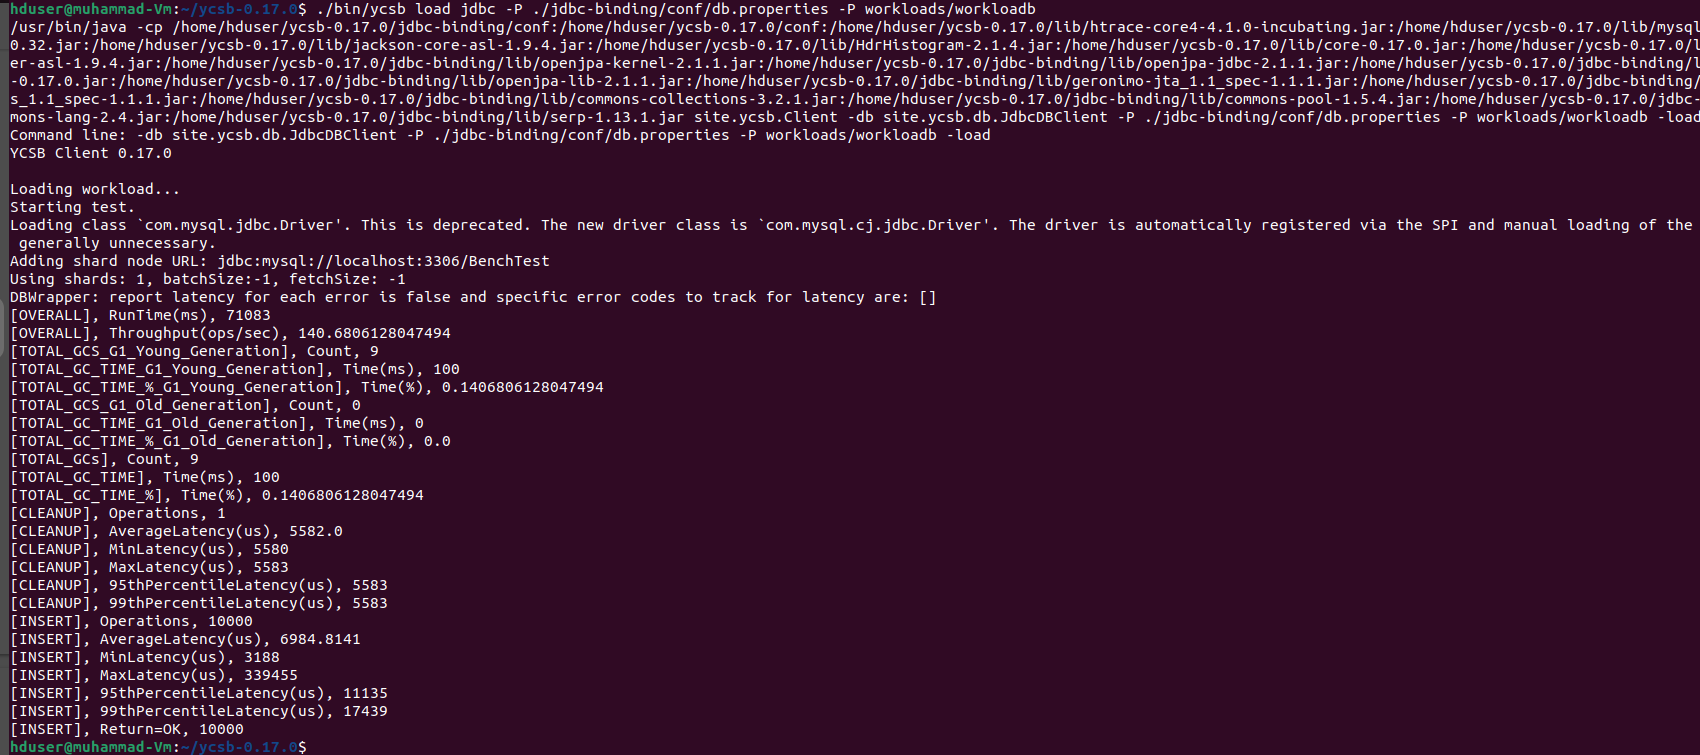 hduser@muhammad-Vm:~/ycsb-0.17.0$ ./bin/ycsb load jdbc -P ./jdbc-binding/conf/db.properties -P workloads/workloadb
/usr/bin/java -cp /home/hduser/ycsb-0.17.0/jdbc-binding/conf:/home/hduser/ycsb-0.17.0/conf:/home/hduser/ycsb-0.17.0/lib/htrace-core4-4.1.0-incubating.jar:/home/hduser/ycsb-0.17.0/lib/mysql
0.32.jar:/home/hduser/ycsb-0.17.0/lib/jackson-core-asl-1.9.4.jar:/home/hduser/ycsb-0.17.0/lib/HdrHistogram-2.1.4.jar:/home/hduser/ycsb-0.17.0/lib/core-0.17.0.jar:/home/hduser/ycsb-0.17.0/l
er-asl-1.9.4.jar:/home/hduser/ycsb-0.17.0/jdbc-binding/lib/openjpa-kernel-2.1.1.jar:/home/hduser/ycsb-0.17.0/jdbc-binding/lib/openjpa-jdbc-2.1.1.jar:/home/hduser/ycsb-0.17.0/jdbc-binding/l
-0.17.0.jar:/home/hduser/ycsb-0.17.0/jdbc-binding/lib/openjpa-lib-2.1.1.jar:/home/hduser/ycsb-0.17.0/jdbc-binding/lib/geronimo-jta_1.1_spec-1.1.1.jar:/home/hduser/ycsb-0.17.0/jdbc-binding/
s_1.1_spec-1.1.1.jar:/home/hduser/ycsb-0.17.0/jdbc-binding/lib/commons-collections-3.2.1.jar:/home/hduser/ycsb-0.17.0/jdbc-binding/lib/commons-pool-1.5.4.jar:/home/hduser/ycsb-0.17.0/jdbc-
mons-lang-2.4.jar:/home/hduser/ycsb-0.17.0/jdbc-binding/lib/serp-1.13.1.jar site.ycsb.Client -db site.ycsb.db.JdbcDBClient -P ./jdbc-binding/conf/db.properties -P workloads/workloadb -load
Command line: -db site.ycsb.db.JdbcDBClient -P ./jdbc-binding/conf/db.properties -P workloads/workloadb -load
YCSB Client 0.17.0

Loading workload...
Starting test.
Loading class `com.mysql.jdbc.Driver'. This is deprecated. The new driver class is `com.mysql.cj.jdbc.Driver'. The driver is automatically registered via the SPI and manual loading of the
 generally unnecessary.
Adding shard node URL: jdbc:mysql://localhost:3306/BenchTest
Using shards: 1, batchSize:-1, fetchSize: -1
DBWrapper: report latency for each error is false and specific error codes to track for latency are: []
[OVERALL], RunTime(ms), 71083
[OVERALL], Throughput(ops/sec), 140.6806128047494
[TOTAL_GCS_G1_Young_Generation], Count, 9
[TOTAL_GC_TIME_G1_Young_Generation], Time(ms), 100
[TOTAL_GC_TIME_%_G1_Young_Generation], Time(%), 0.1406806128047494
[TOTAL_GCS_G1_Old_Generation], Count, 0
[TOTAL_GC_TIME_G1_Old_Generation], Time(ms), 0
[TOTAL_GC_TIME_%_G1_Old_Generation], Time(%), 0.0
[TOTAL_GCs], Count, 9
[TOTAL_GC_TIME], Time(ms), 100
[TOTAL_GC_TIME_%], Time(%), 0.1406806128047494
[CLEANUP], Operations, 1
[CLEANUP], AverageLatency(us), 5582.0
[CLEANUP], MinLatency(us), 5580
[CLEANUP], MaxLatency(us), 5583
[CLEANUP], 95thPercentileLatency(us), 5583
[CLEANUP], 99thPercentileLatency(us), 5583
[INSERT], Operations, 10000
[INSERT], AverageLatency(us), 6984.8141
[INSERT], MinLatency(us), 3188
[INSERT], MaxLatency(us), 339455
[INSERT], 95thPercentileLatency(us), 11135
[INSERT], 99thPercentileLatency(us), 17439
[INSERT], Return=OK, 10000
hduser@muhammad-Vm:~/ycsb-0.17.0$